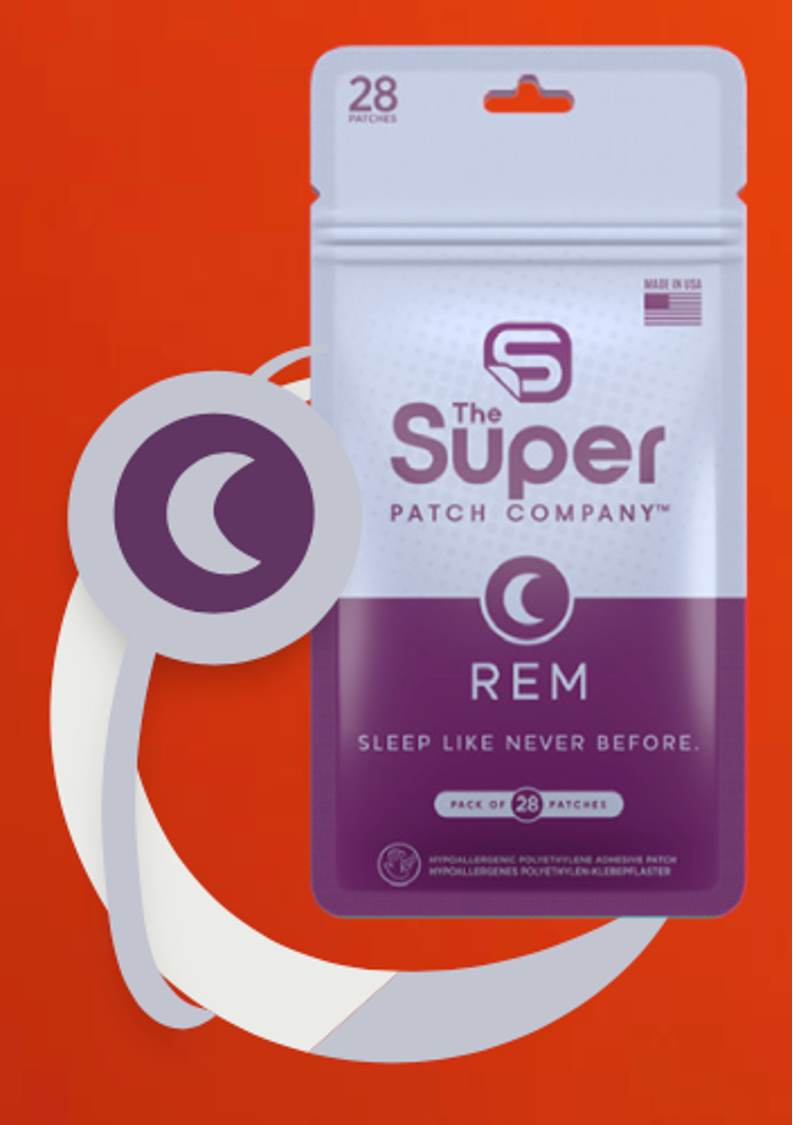 28
PATCHES
MADE IN USA
The
Super
PATCH COMPANY™
REM
SLEEP LIKE NEVER BEFORE.
PACK OF 28 PATCHES
HYPOALLERGENIC POLYETHYLENE ADHESIVE PATCH
HYPOALLERGENES POLYETHYLEN-KLEBEPFLASTER